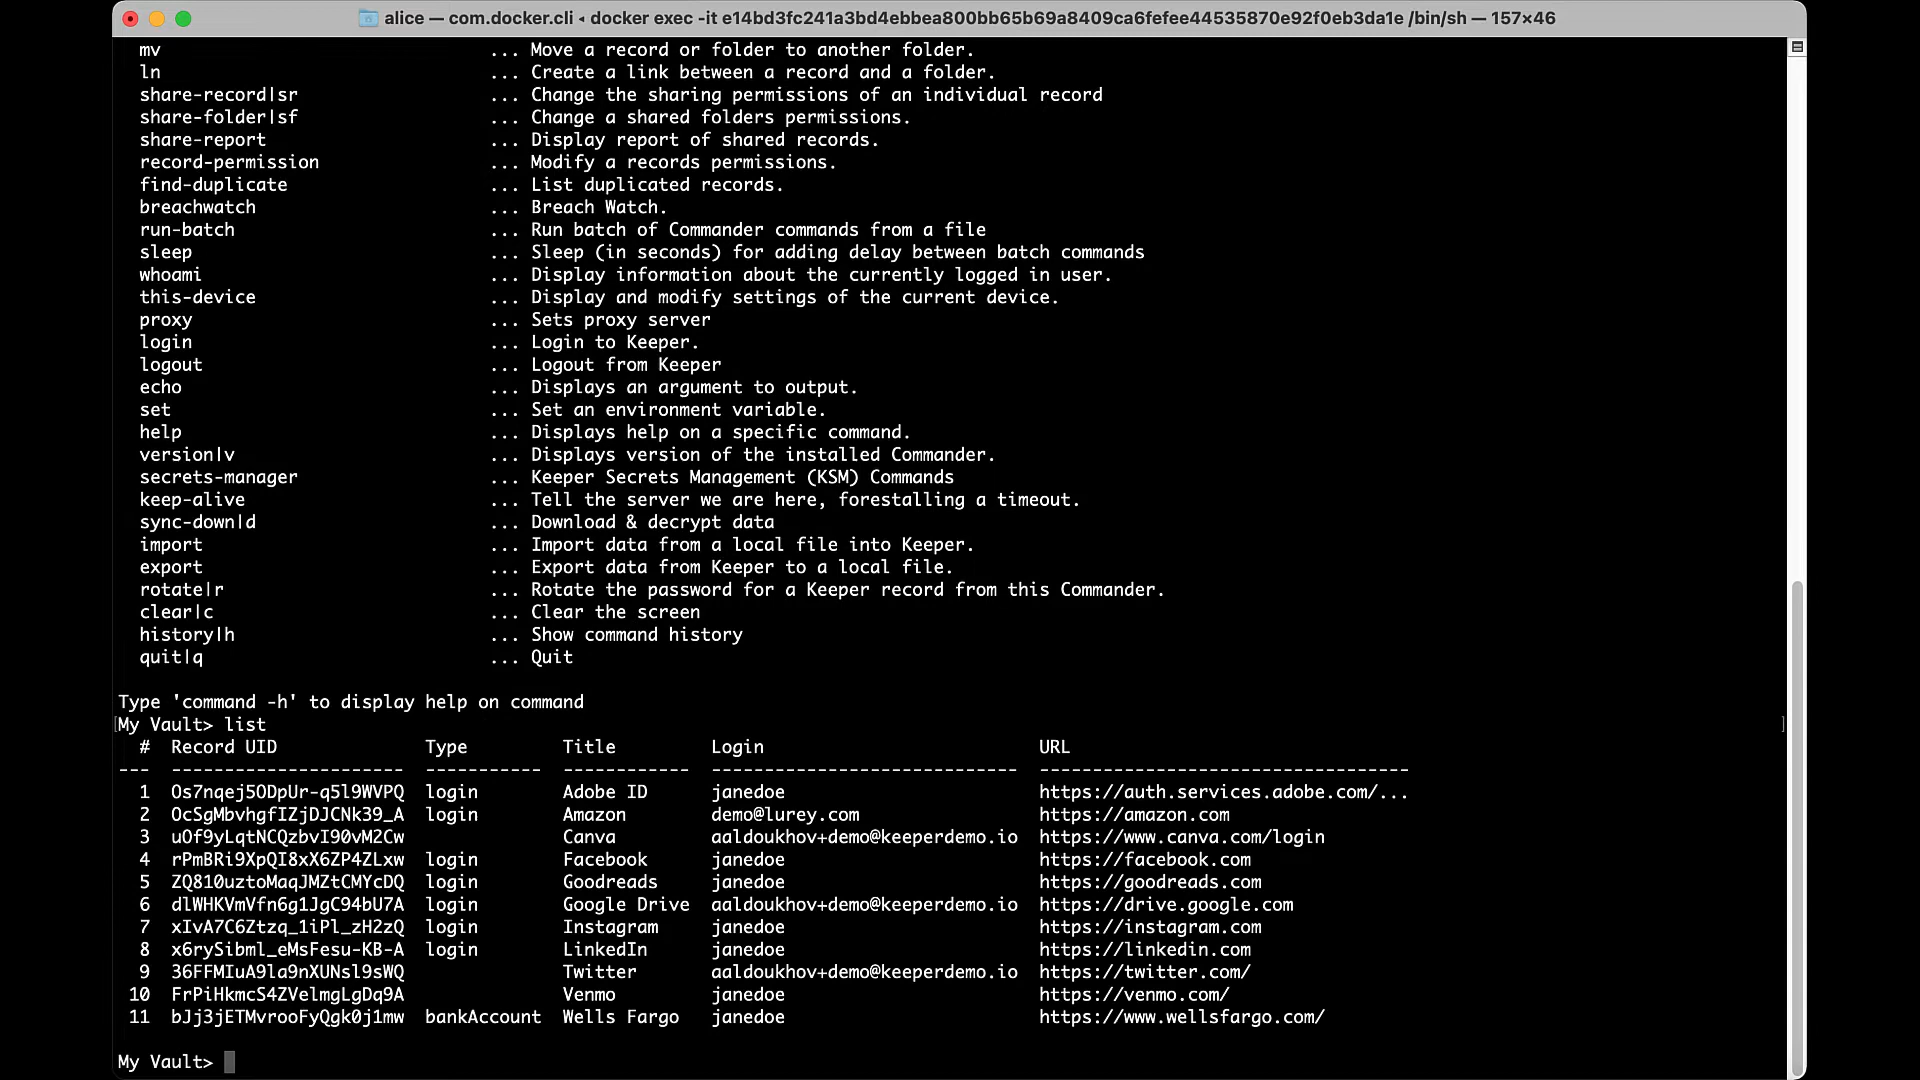 alice — com.docker.cli ◂ docker exec -it e14bd3fc241a3bd4ebbea800bb65b69a8409ca6fefee44535870e92f0eb3da1e /bin/sh — 157×46
mv ... Move a record or folder to another folder.
ln ... Create a link between a record and a folder.
share-record|sr ... Change the sharing permissions of an individual record
share-folder|sf ... Change a shared folders permissions.
share-report ... Display report of shared records.
record-permission ... Modify a records permissions.
find-duplicate ... List duplicated records.
breachwatch ... Breach Watch.
run-batch ... Run batch of Commander commands from a file
sleep ... Sleep (in seconds) for adding delay between batch commands
whoami ... Display information about the currently logged in user.
this-device ... Display and modify settings of the current device.
proxy ... Sets proxy server
login ... Login to Keeper.
logout ... Logout from Keeper
echo ... Displays an argument to output.
set ... Set an environment variable.
help ... Displays help on a specific command.
version|v ... Displays version of the installed Commander.
secrets-manager ... Keeper Secrets Management (KSM) Commands
keep-alive ... Tell the server we are here, forestalling a timeout.
sync-down|d ... Download & decrypt data
import ... Import data from a local file into Keeper.
export ... Export data from Keeper to a local file.
rotate|r ... Rotate the password for a Keeper record from this Commander.
clear|c ... Clear the screen
history|h ... Show command history
quit|q ... Quit
Type 'command -h' to display help on command
[My Vault> list ]
# Record UID Type Title Login URL
--- ---------------------- ----------- ------------ ----------------------------- -----------------------------------
1 Os7nqej5ODpUr-q5l9WVPQ login Adobe ID janedoe https://auth.services.adobe.com/...
2 OcSgMbvhgfIZjDJCNk39_A login Amazon demo@lurey.com https://amazon.com
3 uOf9yLqtNCQzbvI90vM2Cw Canva aaldoukhov+demo@keeperdemo.io https://www.canva.com/login
4 rPmBRi9XpQI8xX6ZP4ZLxw login Facebook janedoe https://facebook.com
5 ZQ810uztoMaqJMZtCMYcDQ login Goodreads janedoe https://goodreads.com
6 dlWHKVmVfn6g1JgC94bU7A login Google Drive aaldoukhov+demo@keeperdemo.io https://drive.google.com
7 xIvA7C6Ztzq_1iPl_zH2zQ login Instagram janedoe https://instagram.com
8 x6rySibml_eMsFesu-KB-A login LinkedIn janedoe https://linkedin.com
9 36FFMIuA9la9nXUNsl9sWQ Twitter aaldoukhov+demo@keeperdemo.io https://twitter.com/
10 FrPiHkmcS4ZVelmgLgDq9A Venmo janedoe https://venmo.com/
11 bJj3jETMvrooFyQgk0j1mw bankAccount Wells Fargo janedoe https://www.wellsfargo.com/
My Vault>